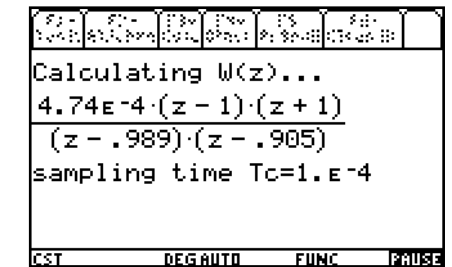 Calculating W(z)...
4.74ᴇ⁻4·(z − 1)·(z + 1)
(z − .989)·(z − .905)
sampling time Tc=1.ᴇ⁻4
CST DEG AUTO FUNC PAUSE